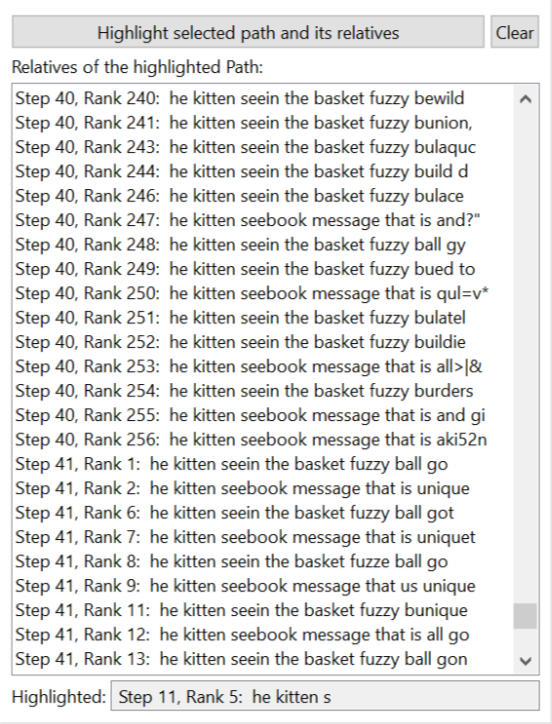 Highlight selected path and its relatives Clear
Relatives of the highlighted Path:
Step 40, Rank 240:  he kitten seein the basket fuzzy bewild
Step 40, Rank 241:  he kitten seein the basket fuzzy bunion,
Step 40, Rank 243:  he kitten seein the basket fuzzy bulaquc
Step 40, Rank 244:  he kitten seein the basket fuzzy build d
Step 40, Rank 246:  he kitten seein the basket fuzzy bulace
Step 40, Rank 247:  he kitten seebook message that is and?"
Step 40, Rank 248:  he kitten seein the basket fuzzy ball gy
Step 40, Rank 249:  he kitten seein the basket fuzzy bued to
Step 40, Rank 250:  he kitten seebook message that is qul=v*
Step 40, Rank 251:  he kitten seein the basket fuzzy bulatel
Step 40, Rank 252:  he kitten seein the basket fuzzy buildie
Step 40, Rank 253:  he kitten seebook message that is all>|&
Step 40, Rank 254:  he kitten seein the basket fuzzy burders
Step 40, Rank 255:  he kitten seebook message that is and gi
Step 40, Rank 256:  he kitten seebook message that is aki52n
Step 41, Rank 1:  he kitten seein the basket fuzzy ball go
Step 41, Rank 2:  he kitten seebook message that is unique
Step 41, Rank 6:  he kitten seein the basket fuzzy ball got
Step 41, Rank 7:  he kitten seebook message that is uniquet
Step 41, Rank 8:  he kitten seein the basket fuzze ball go
Step 41, Rank 9:  he kitten seebook message that us unique
Step 41, Rank 11:  he kitten seein the basket fuzzy bunique
Step 41, Rank 12:  he kitten seebook message that is all go
Step 41, Rank 13:  he kitten seein the basket fuzzy ball gon
Highlighted: Step 11, Rank 5:  he kitten s